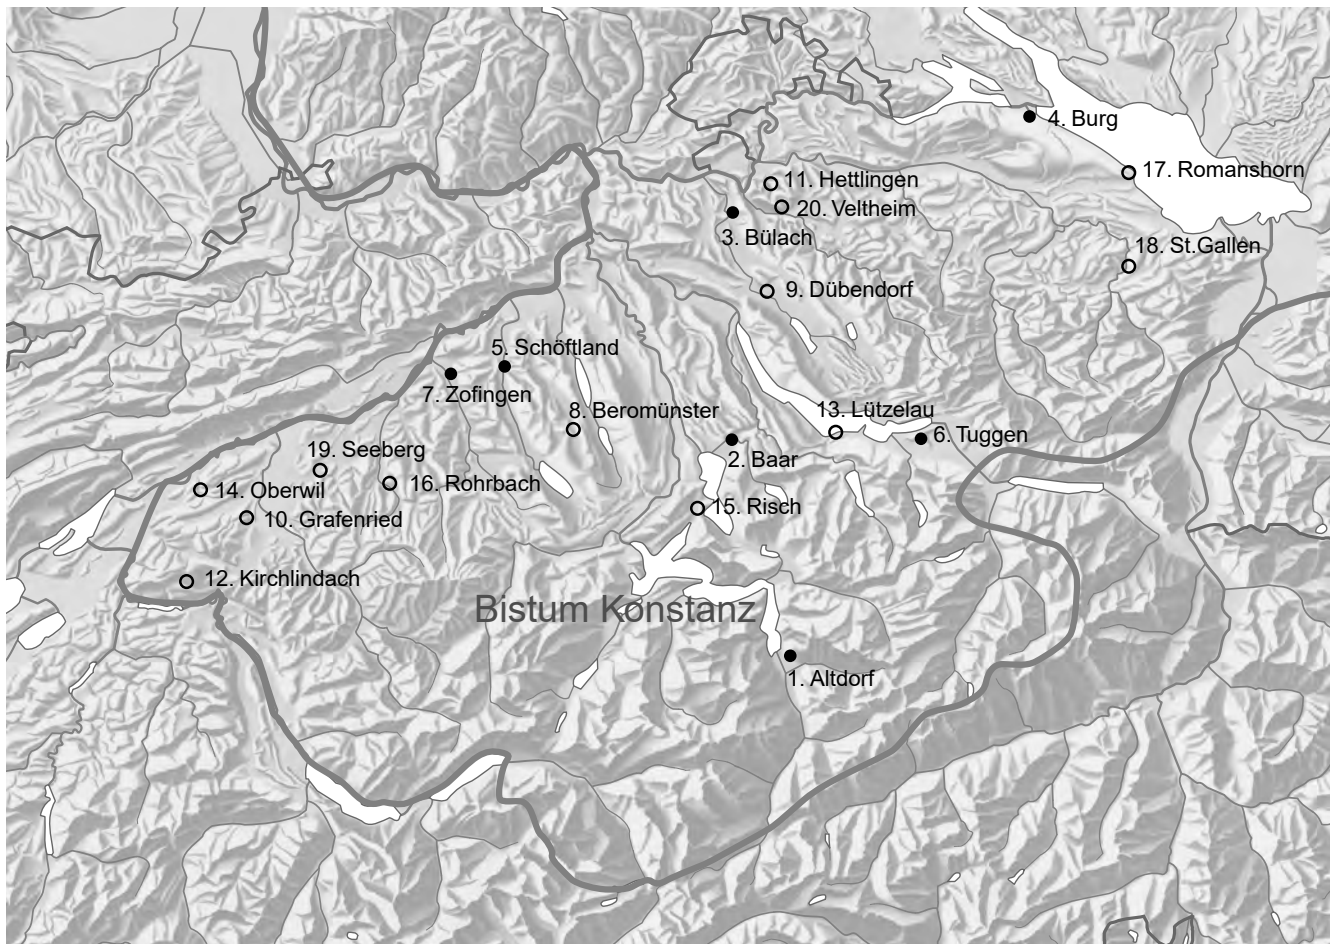 4. Burg
17. Romanshorn
11. Hettlingen
20. Veltheim
3. Bülach
18. St.Gallen
9. Dübendorf
5. Schöftland
7. Zofingen
8. Beromünster
13. Lützelau
6. Tuggen
19. Seeberg
2. Baar
16. Rohrbach
14. Oberwil
15. Risch
10. Grafenried
12. Kirchlindach
Bistum Konstanz
1. Altdorf